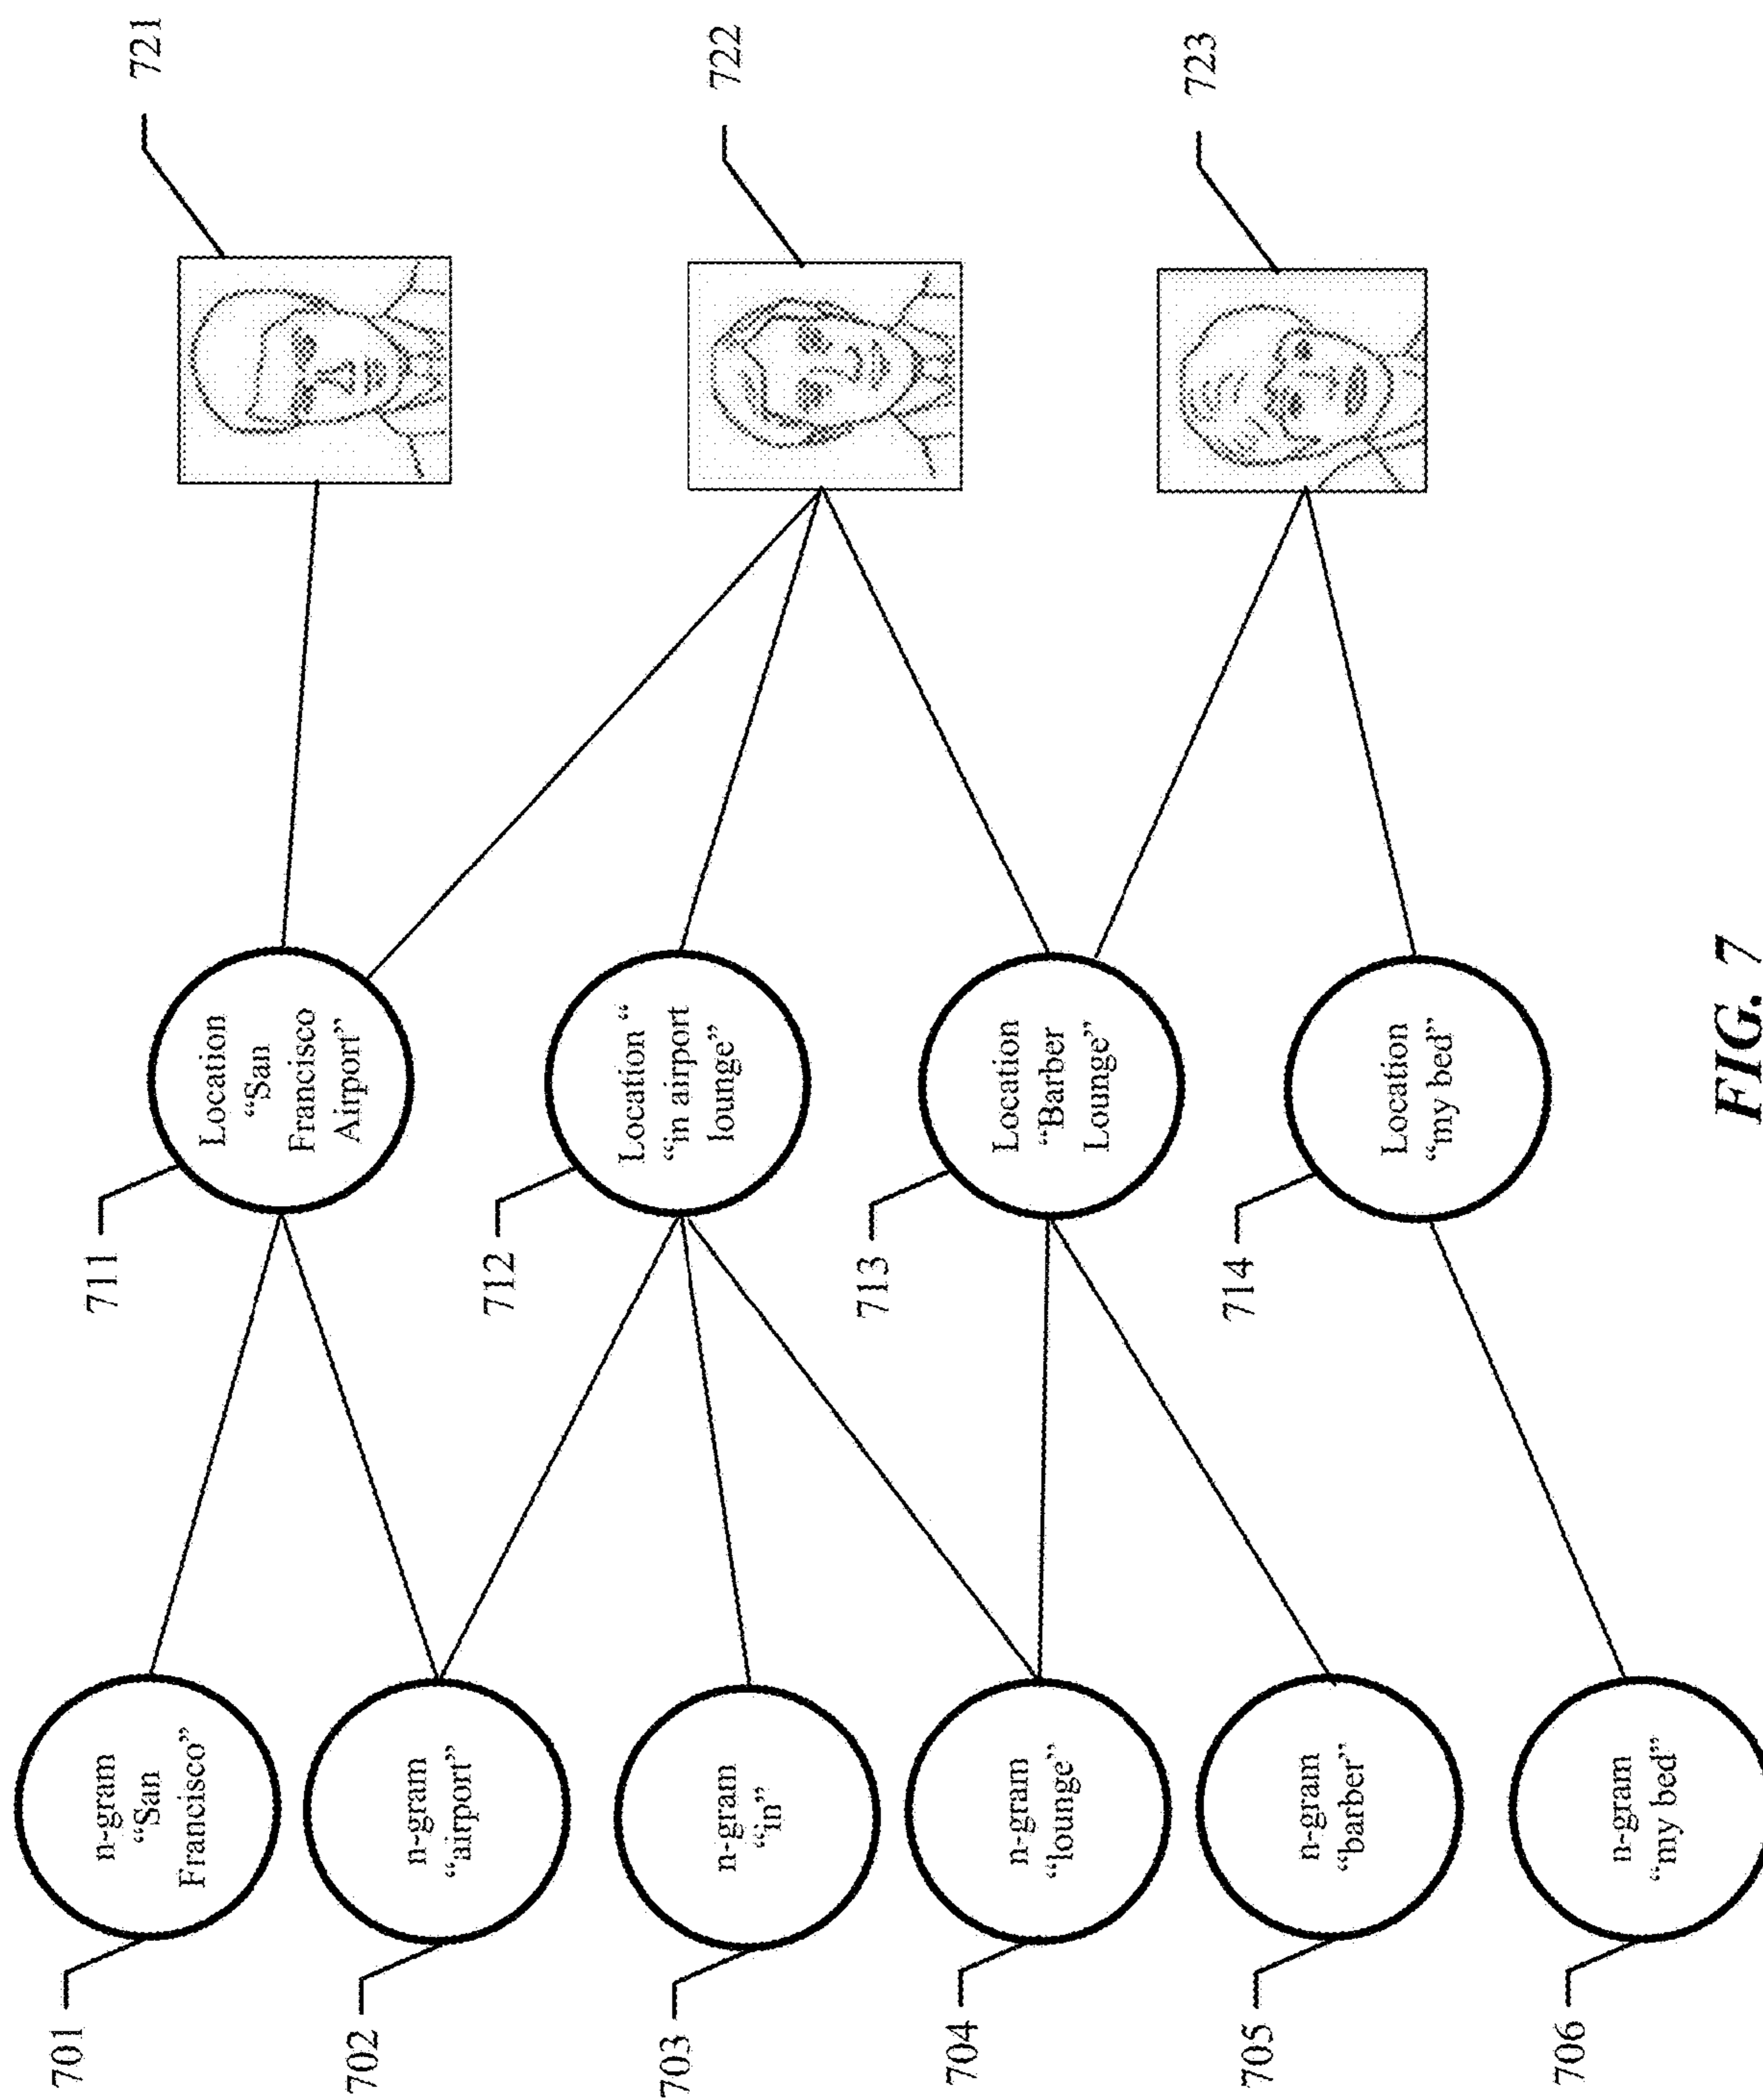 701
n-gram
“San
Francisco”
702
n-gram
“airport”
703
n-gram
“in”
704
n-gram
“lounge”
705
n-gram
“barber”
706
n-gram
“my bed”
711
Location
“San
Francisco
Airport”
712
Location “
“in airport
lounge”
713
Location
“Barber
Lounge”
714
Location
“my bed”
721
722
723
FIG. 7